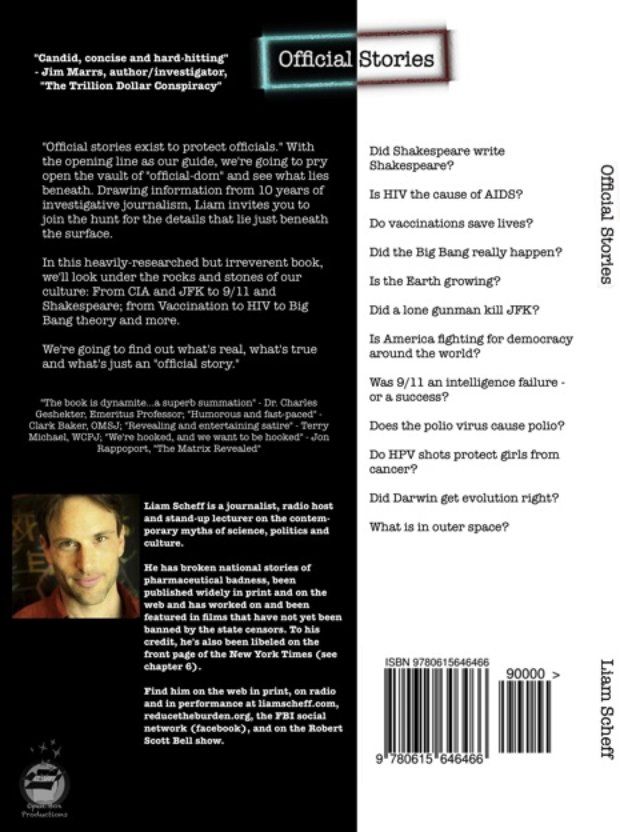 "Candid, concise and hard-hitting"
- Jim Marrs, author/investigator,
"The Trillion Dollar Conspiracy"
Official Stories
"Official stories exist to protect officials." With
the opening line as our guide, we're going to pry
open the vault of "official-dom" and see what lies
beneath. Drawing information from 10 years of
investigative journalism, Liam invites you to
join the hunt for the details that lie just beneath
the surface.
In this heavily-researched but irreverent book,
we'll look under the rocks and stones of our
culture: From CIA and JFK to 9/11 and
Shakespeare; from Vaccination to HIV to Big
Bang theory and more.
We're going to find out what's real, what's true
and what's just an "official story."
"The book is dynamite...a superb summation" - Dr. Charles
Geshekter, Emeritus Professor; "Humorous and fast-paced" -
Clark Baker, OMSJ; "Revealing and entertaining satire" - Terry
Michael, WCPJ; "We're hooked, and we want to be hooked" - Jon
Rappoport, "The Matrix Revealed"
Liam Scheff is a journalist, radio host
and stand-up lecturer on the contem-
porary myths of science, politics and
culture.
He has broken national stories of
pharmaceutical badness, been
published widely in print and on the
web and has worked on and been
featured in films that have not yet been
banned by the state censors. To his
credit, he's also been libeled on the
front page of the New York Times (see
chapter 6).
Find him on the web in print, on radio
and in performance at liamscheff.com,
reducetheburden.org, the FBI social
network (facebook), and on the Robert
Scott Bell show.
Productions
Did Shakespeare write
Shakespeare?
Is HIV the cause of AIDS?
Do vaccinations save lives?
Did the Big Bang really happen?
Is the Earth growing?
Did a lone gunman kill JFK?
Is America fighting for democracy
around the world?
Was 9/11 an intelligence failure -
or a success?
Does the polio virus cause polio?
Do HPV shots protect girls from
cancer?
Did Darwin get evolution right?
What is in outer space?
ISBN 9780615646466
90000 >
9 780615 646466
Official Stories
Liam Scheff